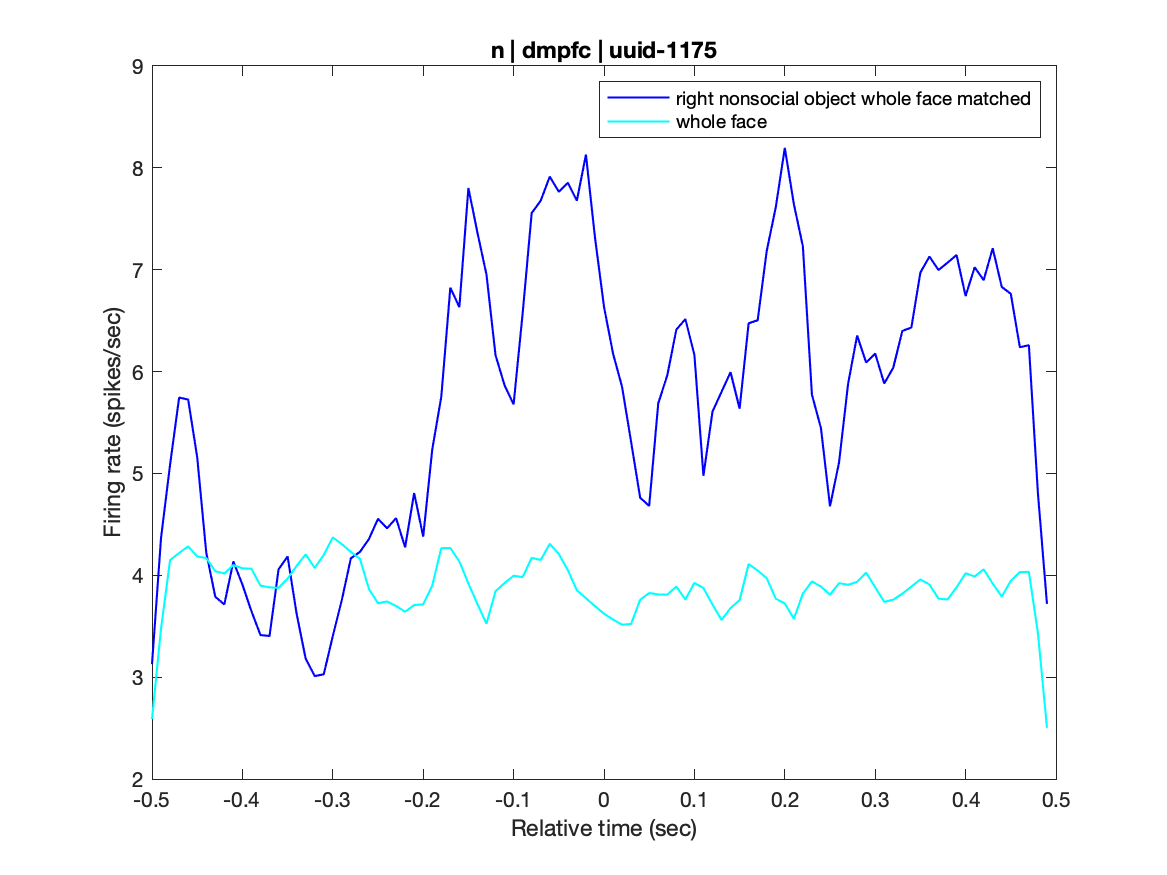 n | dmpfc | uuid-1175
right nonsocial object whole face matched
whole face
9
8
7
6
5
4
3
2
Firing rate (spikes/sec)
-0.5 -0.4 -0.3 -0.2 -0.1 0 0.1 0.2 0.3 0.4 0.5
Relative time (sec)